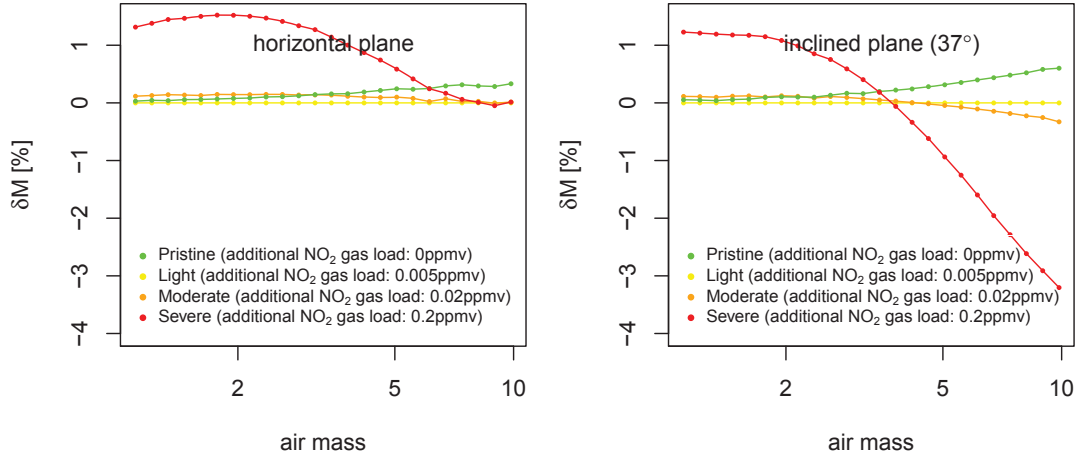 horizontal plane
δM [%]
1
0
−1
−2
−3
−4
Pristine (additional NO₂ gas load: 0ppmv)
Light (additional NO₂ gas load: 0.005ppmv)
Moderate (additional NO₂ gas load: 0.02ppmv)
Severe (additional NO₂ gas load: 0.2ppmv)
2 5 10
air mass
inclined plane (37°)
δM [%]
1
0
−1
−2
−3
−4
Pristine (additional NO₂ gas load: 0ppmv)
Light (additional NO₂ gas load: 0.005ppmv)
Moderate (additional NO₂ gas load: 0.02ppmv)
Severe (additional NO₂ gas load: 0.2ppmv)
2 5 10
air mass